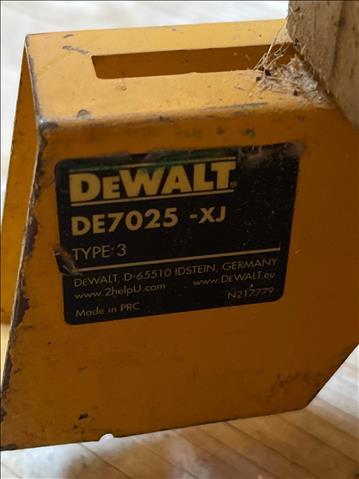 DEWALT
DE7025 -XJ
TYPE 3
DEWALT, D-65510 IDSTEIN, GERMANY
www.2helpU.com www.DEWALT.eu
Made in PRC N217779